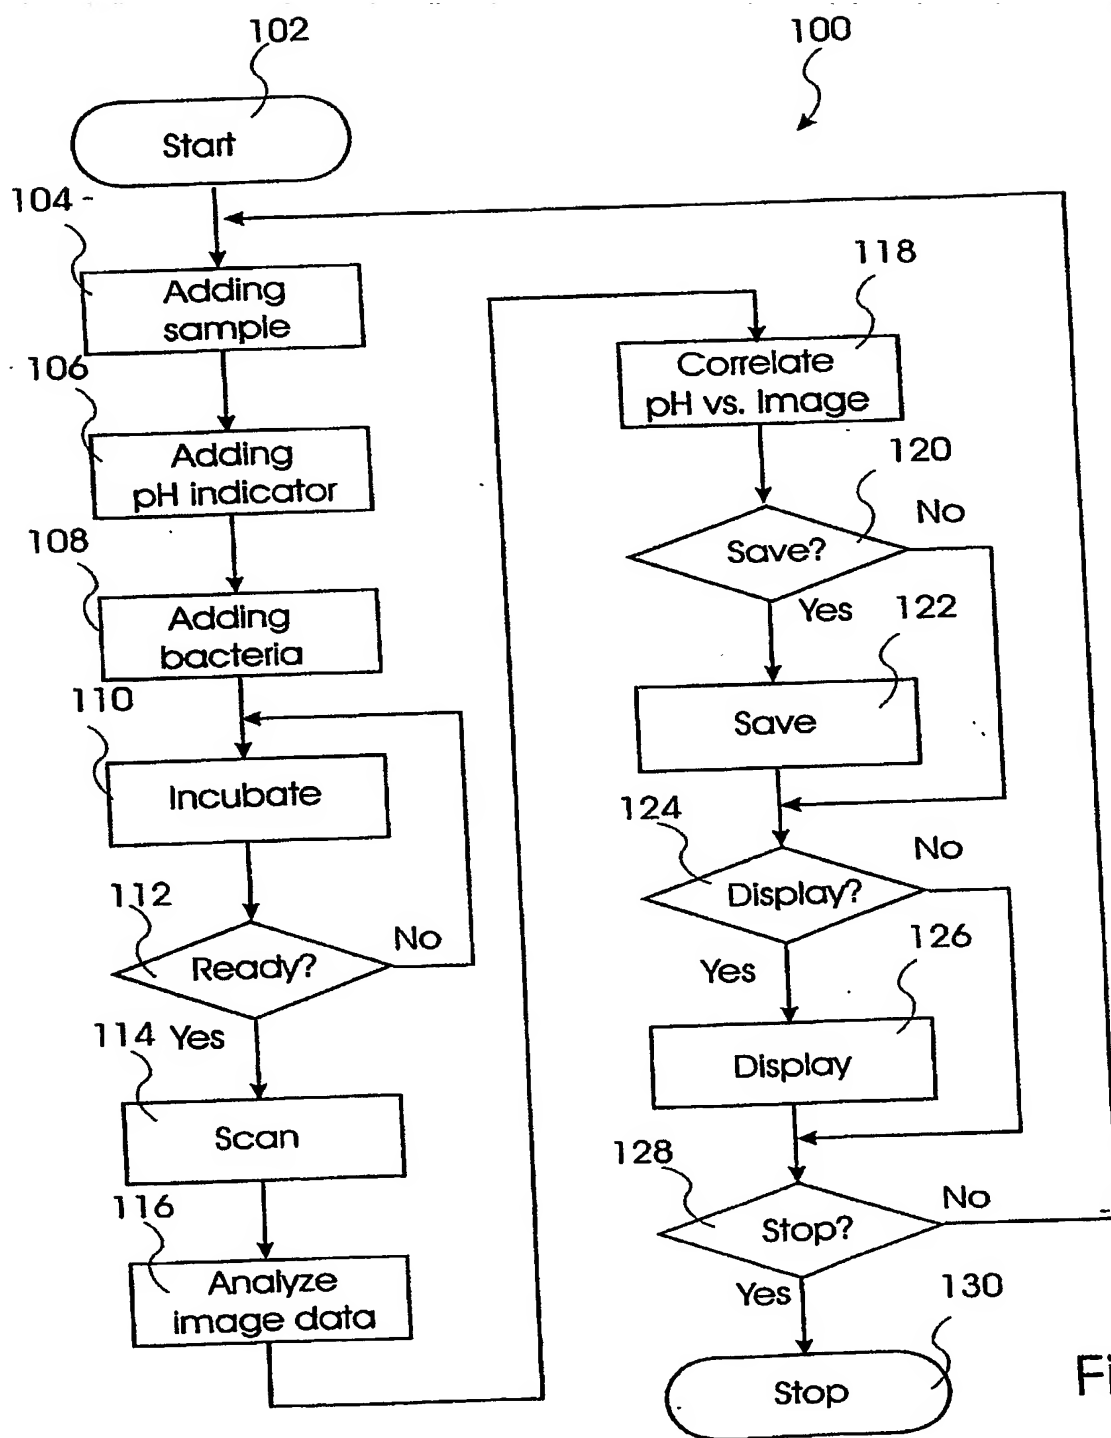 102
100
Start
104
Adding
sample
106
Adding
pH indicator
108
Adding
bacteria
110
Incubate
112
Ready?
No
Yes
114
Scan
116
Analyze
image data
118
Correlate
pH vs. Image
120
Save?
No
Yes
122
Save
124
Display?
No
Yes
126
Display
128
Stop?
No
Yes
130
Stop
Fi